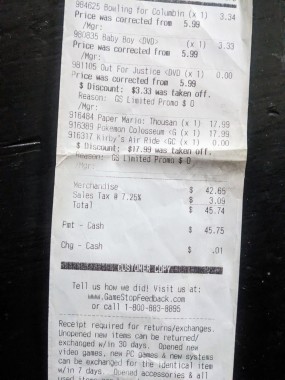 984625 Bowling for Columbin (x 1) 3.34
Price was corrected from 5.99
/Mgr:
980835 Baby Boy <DVD> (x 1) 3.33
Price was corrected from 5.99
/Mgr:
981105 Out For Justice <DVD (x 1) 0.00
Price was corrected from 5.99
$ Discount: $3.33 was taken off.
Reason: GS Limited Promo $ O
/Mgr:
916484 Paper Mario: Thousan (x 1) 17.99
916389 Pokemon Colosseum <G (x 1) 17.99
916317 Kirby's Air Ride <GC (x 1) 0.00
$ Discount: $17.99 was taken off.
Reason: GS Limited Promo $ O
/Mgr:
Merchandise $ 42.65
Sales Tax @ 7.25% $ 3.09
Total $ 45.74
Pmt - Cash $ 45.75
Chg - Cash $ .01
CUSTOMER COPY
Tell us how we did! Visit us at:
www.GameStopFeedback.com
or call 1-800-883-8895
Receipt required for returns/exchanges.
Unopened new items can be returned/
exchanged w/in 30 days. Opened new
video games, new PC games & new systems
can be exchanged for the identical item
w/in 7 days. Opened accessories & all